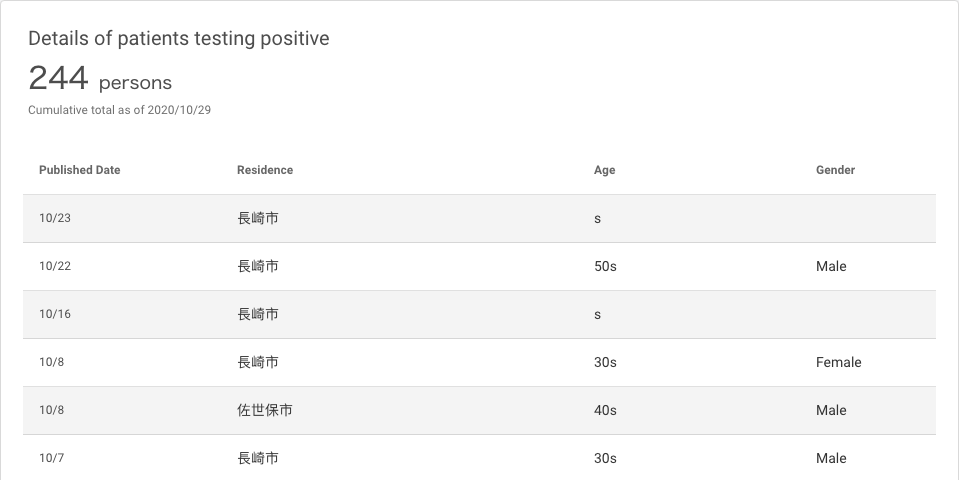 Details of patients testing positive
244 persons
Cumulative total as of 2020/10/29
Published Date Residence Age Gender
10/23 長崎市 s
10/22 長崎市 50s Male
10/16 長崎市 s
10/8 長崎市 30s Female
10/8 佐世保市 40s Male
10/7 長崎市 30s Male